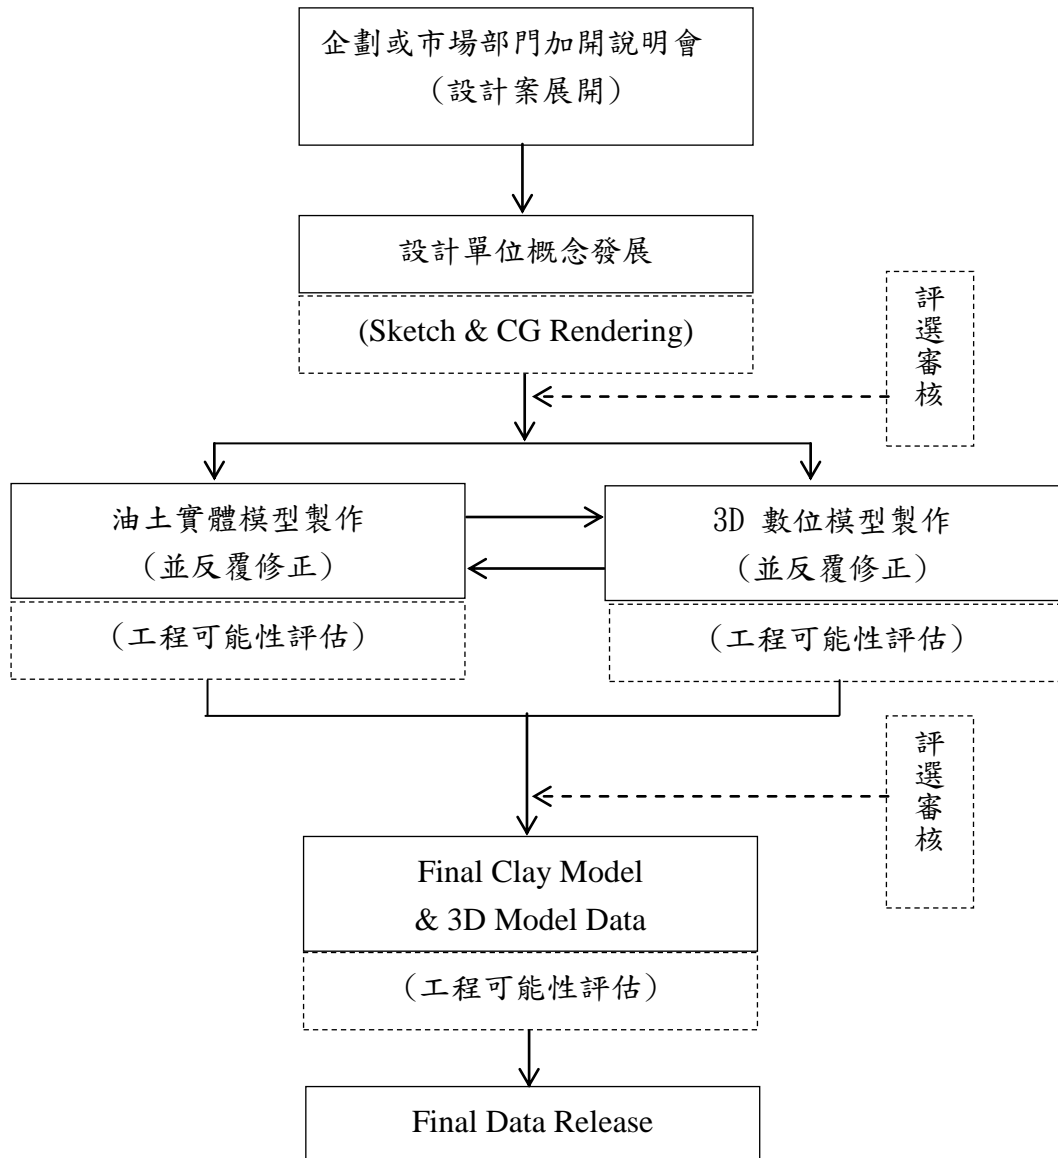 企劃或市場部門加開說明會
（設計案展開）
設計單位概念發展
(Sketch & CG Rendering)
評選審核
油土實體模型製作
（並反覆修正）
（工程可能性評估）
3D 數位模型製作
（並反覆修正）
（工程可能性評估）
評選審核
Final Clay Model
& 3D Model Data
（工程可能性評估）
Final Data Release